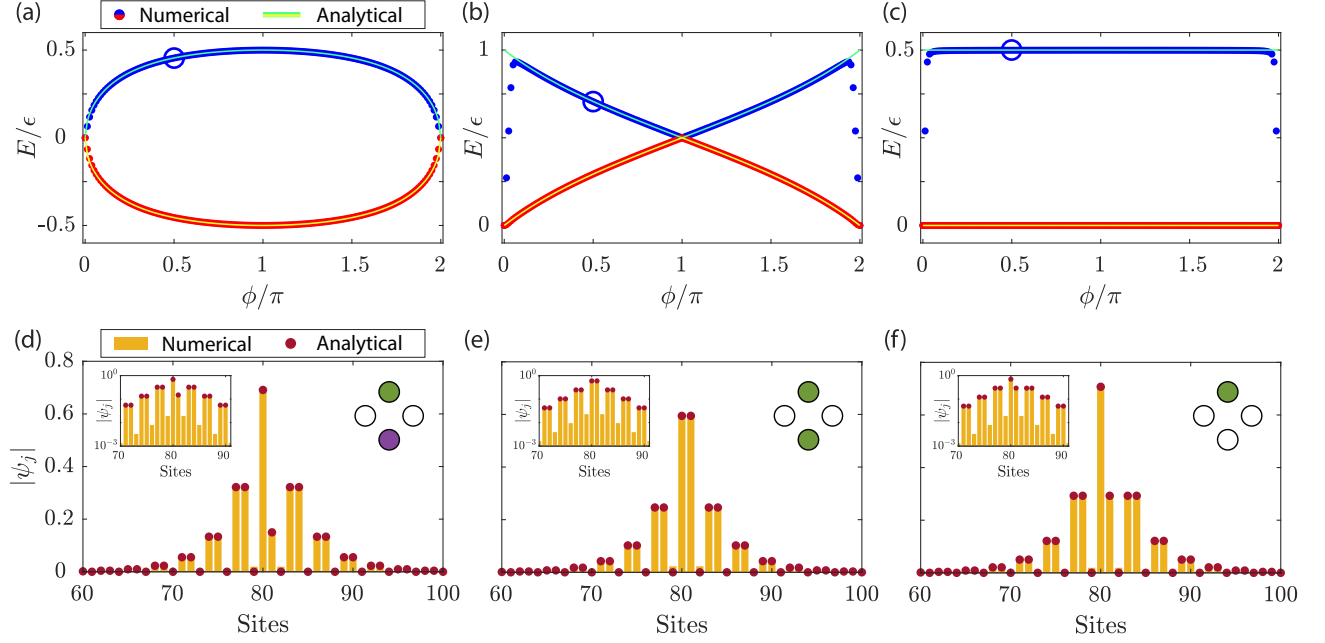 (a) Numerical Analytical (b) (c)
0.5
0
-0.5
E/ϵ
0 0.5 1 1.5 2
ϕ/π
1
0
E/ϵ
0 0.5 1 1.5 2
ϕ/π
0.5
0
E/ϵ
0 0.5 1 1.5 2
ϕ/π
(d) Numerical Analytical (e) (f)
0.8
0.6
0.4
0.2
0
|ψj|
10^0
10^-3
|ψj|
70 80 90
Sites
60 70 80 90 100
Sites
10^0
10^-3
|ψj|
70 80 90
Sites
60 70 80 90 100
Sites
10^0
10^-3
|ψj|
70 80 90
Sites
60 70 80 90 100
Sites